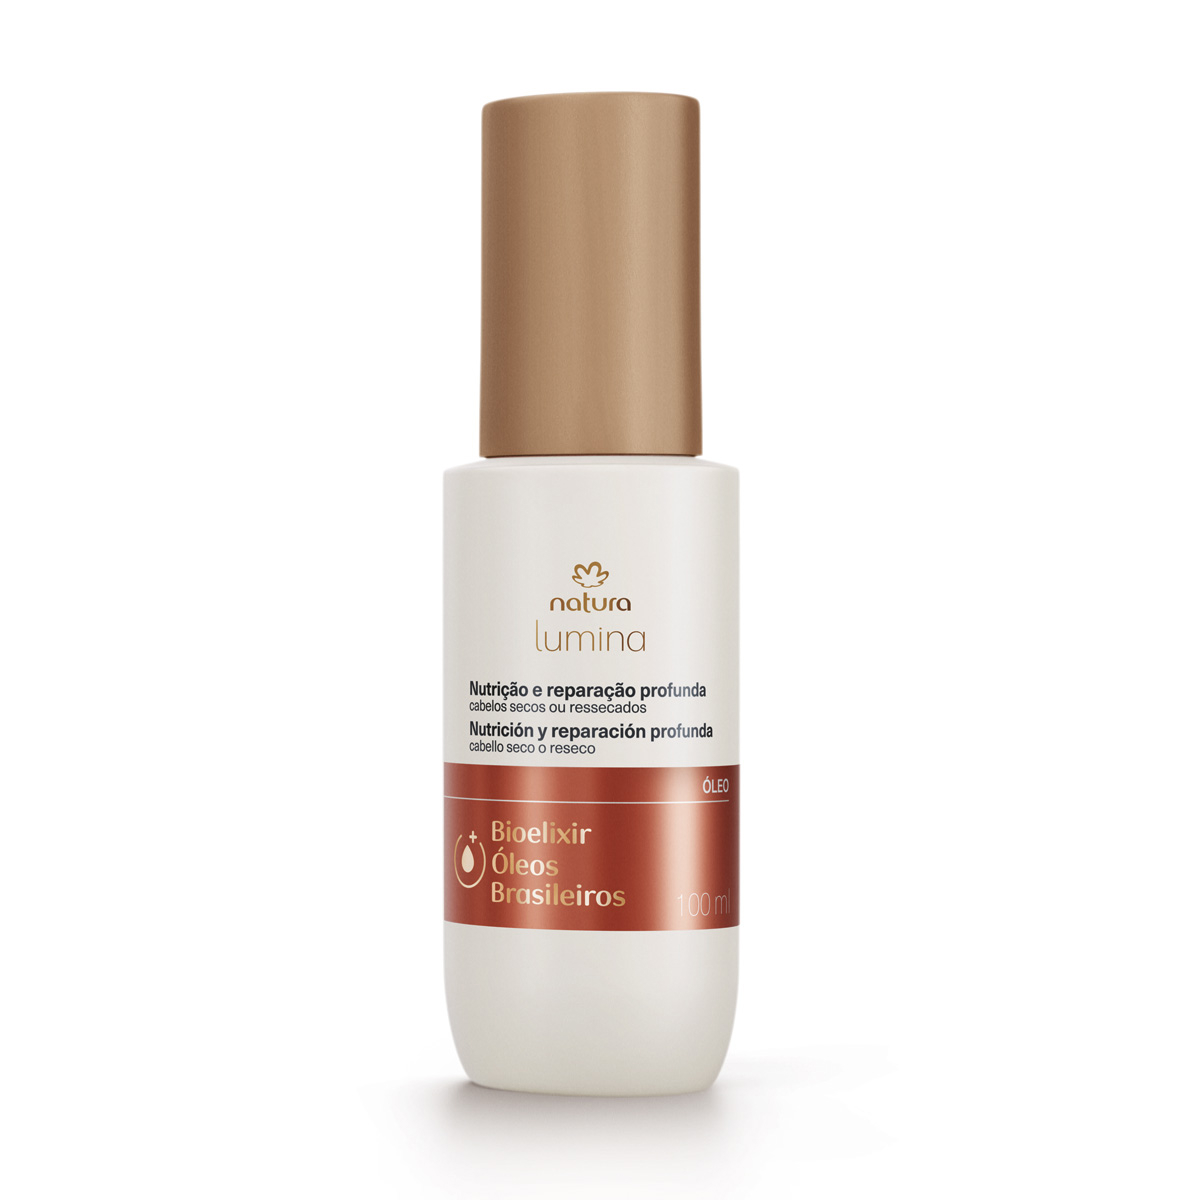 natura
lumina
Nutrição e reparação profunda
cabelos secos ou ressecados
Nutrición y reparación profunda
cabello seco o reseco
ÓLEO
Bioelixir
Óleos
Brasileiros
100 ml